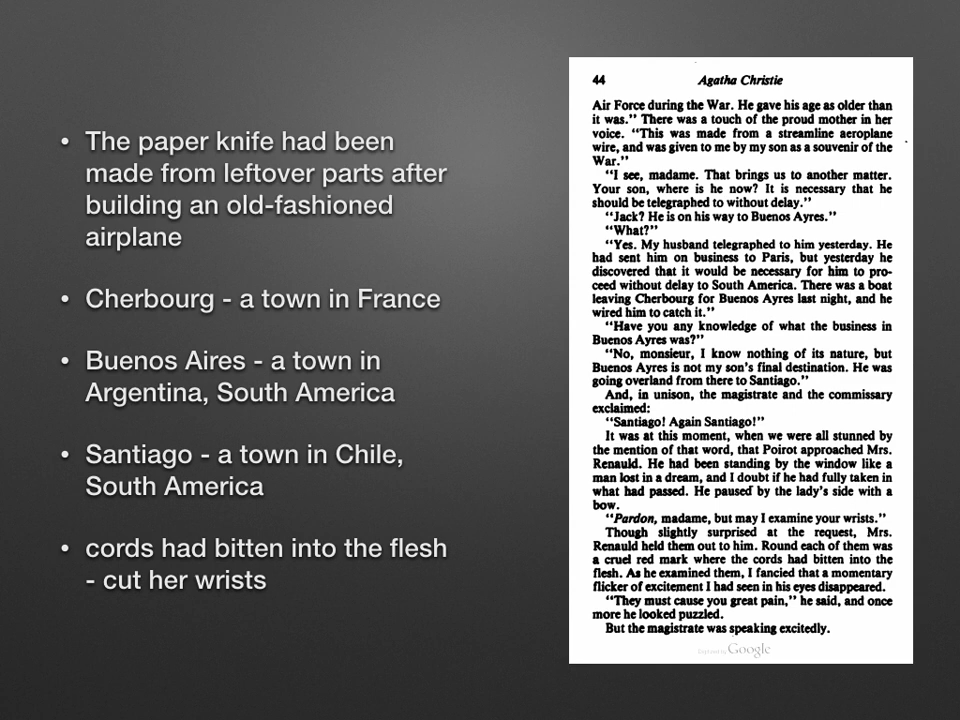 • The paper knife had been
made from leftover parts after
building an old-fashioned
airplane
• Cherbourg - a town in France
• Buenos Aires - a town in
Argentina, South America
• Santiago - a town in Chile,
South America
• cords had bitten into the flesh
- cut her wrists
44 Agatha Christie
Air Force during the War. He gave his age as older than
it was." There was a touch of the proud mother in her
voice. "This was made from a streamline aeroplane
wire, and was given to me by my son as a souvenir of the
War."
"I see, madame. That brings us to another matter.
Your son, where is he now? It is necessary that he
should be telegraphed to without delay."
"Jack? He is on his way to Buenos Ayres."
"What?"
"Yes. My husband telegraphed to him yesterday. He
had sent him on business to Paris, but yesterday he
discovered that it would be necessary for him to pro-
ceed without delay to South America. There was a boat
leaving Cherbourg for Buenos Ayres last night, and he
wired him to catch it."
"Have you any knowledge of what the business in
Buenos Ayres was?"
"No, monsieur, I know nothing of its nature, but
Buenos Ayres is not my son's final destination. He was
going overland from there to Santiago."
And, in unison, the magistrate and the commissary
exclaimed:
"Santiago! Again Santiago!"
It was at this moment, when we were all stunned by
the mention of that word, that Poirot approached Mrs.
Renauld. He had been standing by the window like a
man lost in a dream, and I doubt if he had fully taken in
what had passed. He paused by the lady's side with a
bow.
"Pardon, madame, but may I examine your wrists."
Though slightly surprised at the request, Mrs.
Renauld held them out to him. Round each of them was
a cruel red mark where the cords had bitten into the
flesh. As he examined them, I fancied that a momentary
flicker of excitement I had seen in his eyes disappeared.
"They must cause you great pain," he said, and once
more he looked puzzled.
But the magistrate was speaking excitedly.
Digitized by Google